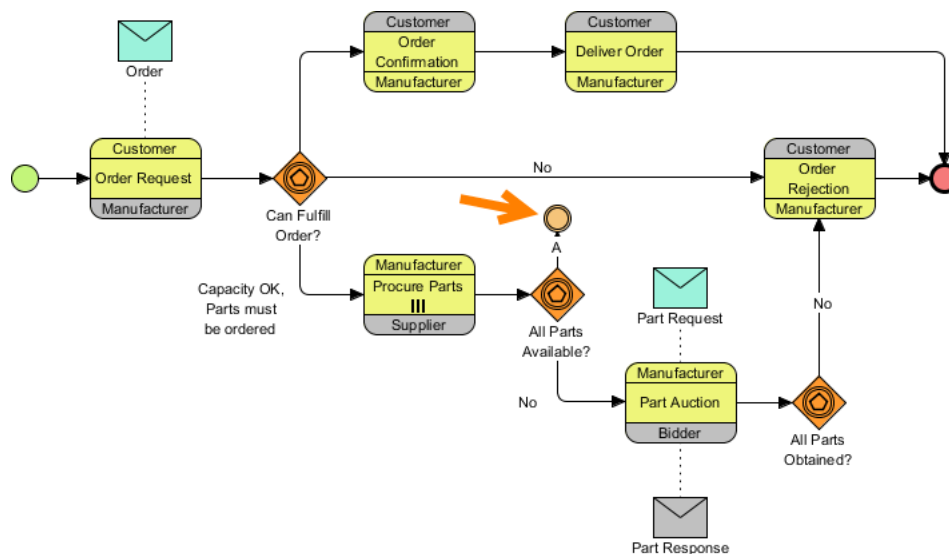 Customer
Order
Confirmation
Manufacturer
Customer
Deliver Order
Manufacturer
Order
Customer
Order Request
Manufacturer
Can Fulfill
Order?
No
Customer
Order
Rejection
Manufacturer
A
Capacity OK,
Parts must
be ordered
Manufacturer
Procure Parts
Supplier
All Parts
Available?
No
Part Request
Manufacturer
Part Auction
Bidder
No
All Parts
Obtained?
Part Response